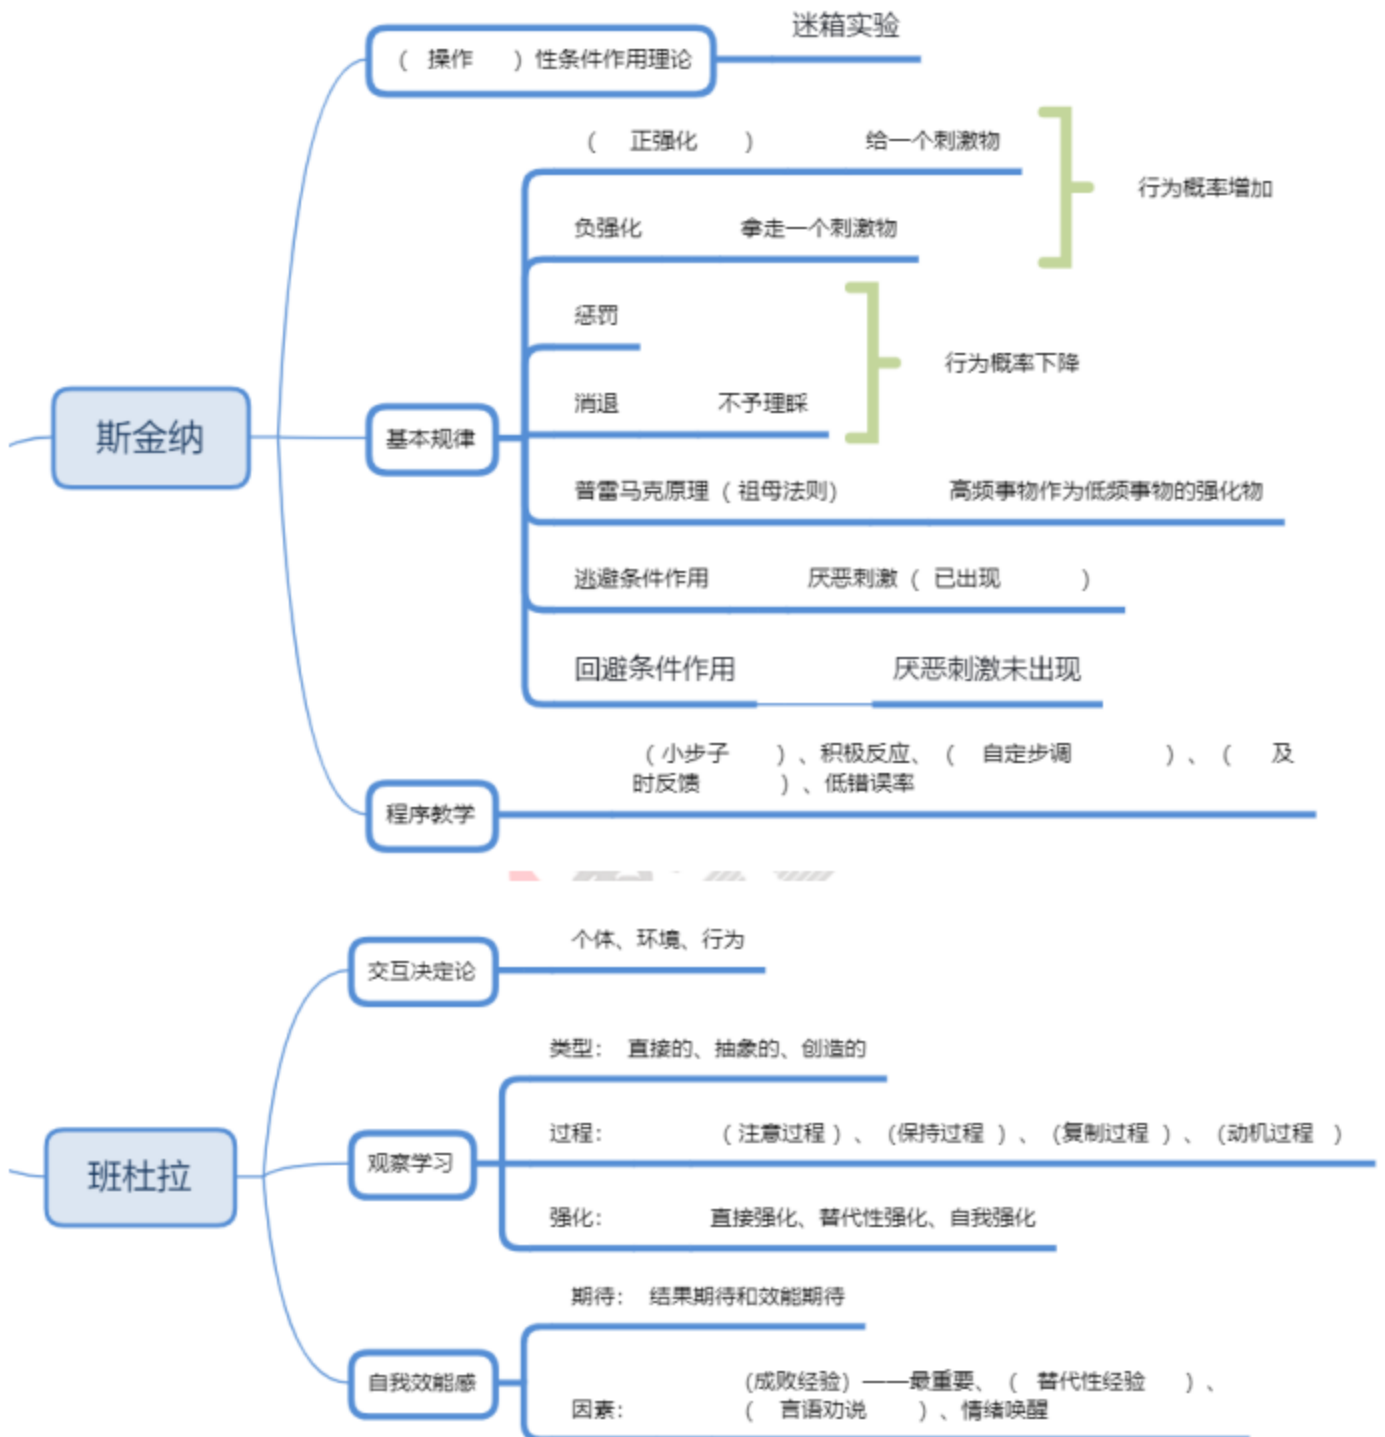 迷箱实验
（ 操作 ）性条件作用理论
（ 正强化 ） 给一个刺激物
行为概率增加
负强化 拿走一个刺激物
惩罚
行为概率下降
消退 不予理睬
斯金纳
基本规律
普雷马克原理（祖母法则） 高频事物作为低频事物的强化物
逃避条件作用 厌恶刺激（ 已出现 ）
回避条件作用 厌恶刺激未出现
（小步子 ）、积极反应、（ 自定步调 ）、（ 及
时反馈 ）、低错误率
程序教学
个体、环境、行为
交互决定论
类型： 直接的、抽象的、创造的
过程： （注意过程）、（保持过程 ）、（复制过程 ）、（动机过程 ）
观察学习
班杜拉
强化： 直接强化、替代性强化、自我强化
期待： 结果期待和效能期待
自我效能感
(成败经验）——最重要、（ 替代性经验 ）、
因素： （ 言语劝说 ）、情绪唤醒